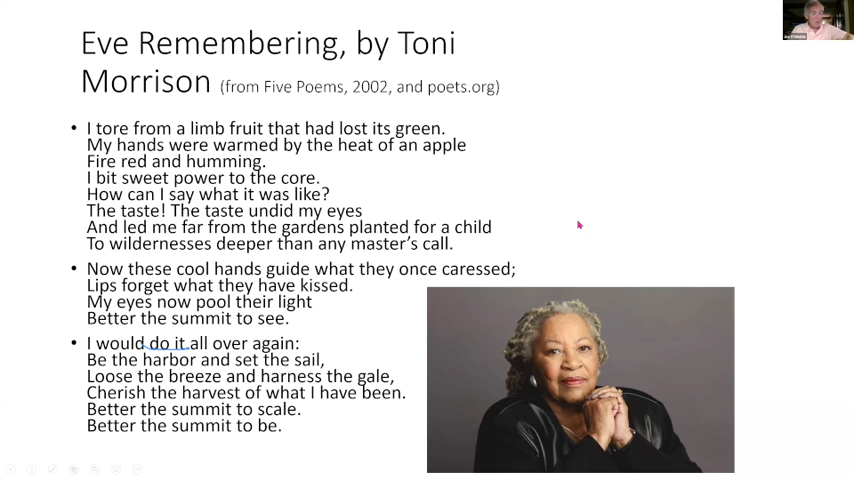 Eve Remembering, by Toni
Morrison (from Five Poems, 2002, and poets.org)
• I tore from a limb fruit that had lost its green.
My hands were warmed by the heat of an apple
Fire red and humming.
I bit sweet power to the core.
How can I say what it was like?
The taste! The taste undid my eyes
And led me far from the gardens planted for a child
To wildernesses deeper than any master's call.
• Now these cool hands guide what they once caressed;
Lips forget what they have kissed.
My eyes now pool their light
Better the summit to see.
• I would do it all over again:
Be the harbor and set the sail,
Loose the breeze and harness the gale,
Cherish the harvest of what I have been.
Better the summit to scale.
Better the summit to be.